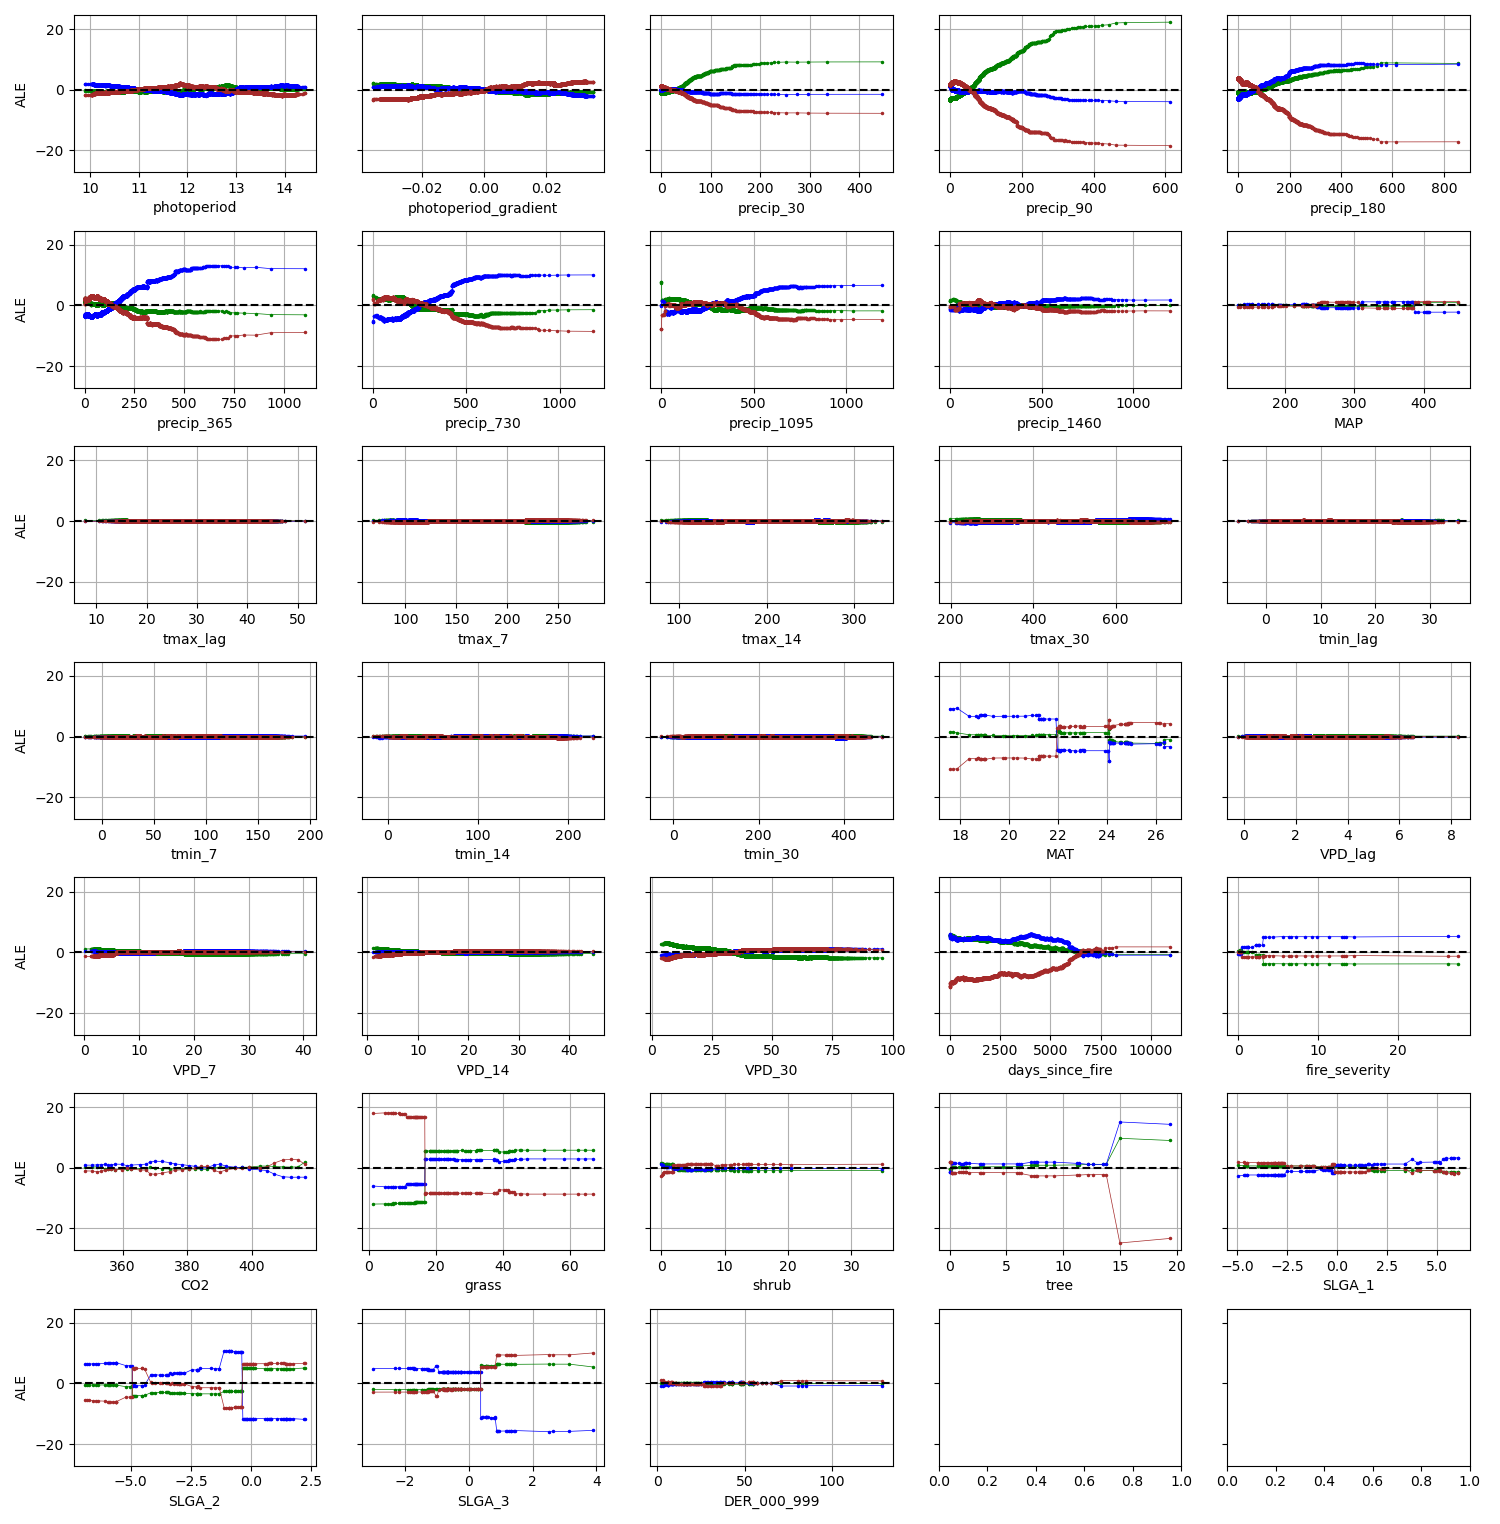 20
0
−20
ALE
10 11 12 13 14
photoperiod
−0.02 0.00 0.02
photoperiod_gradient
0 100 200 300 400
precip_30
0 200 400 600
precip_90
0 200 400 600 800
precip_180
20
0
−20
ALE
0 250 500 750 1000
precip_365
0 500 1000
precip_730
0 500 1000
precip_1095
0 500 1000
precip_1460
200 300 400
MAP
20
0
−20
ALE
10 20 30 40 50
tmax_lag
100 150 200 250
tmax_7
100 200 300
tmax_14
200 400 600
tmax_30
0 10 20 30
tmin_lag
20
0
−20
ALE
0 50 100 150 200
tmin_7
0 100 200
tmin_14
0 200 400
tmin_30
18 20 22 24 26
MAT
0 2 4 6 8
VPD_lag
20
0
−20
ALE
0 10 20 30 40
VPD_7
0 10 20 30 40
VPD_14
0 25 50 75 100
VPD_30
0 2500 5000 7500 10000
days_since_fire
0 10 20
fire_severity
20
0
−20
ALE
360 380 400
CO2
0 20 40 60
grass
0 10 20 30
shrub
0 5 10 15 20
tree
−5.0 −2.5 0.0 2.5 5.0
SLGA_1
20
0
−20
ALE
−5.0 −2.5 0.0 2.5
SLGA_2
−2 0 2 4
SLGA_3
0 50 100
DER_000_999
0.0 0.2 0.4 0.6 0.8 1.0
0.0 0.2 0.4 0.6 0.8 1.0